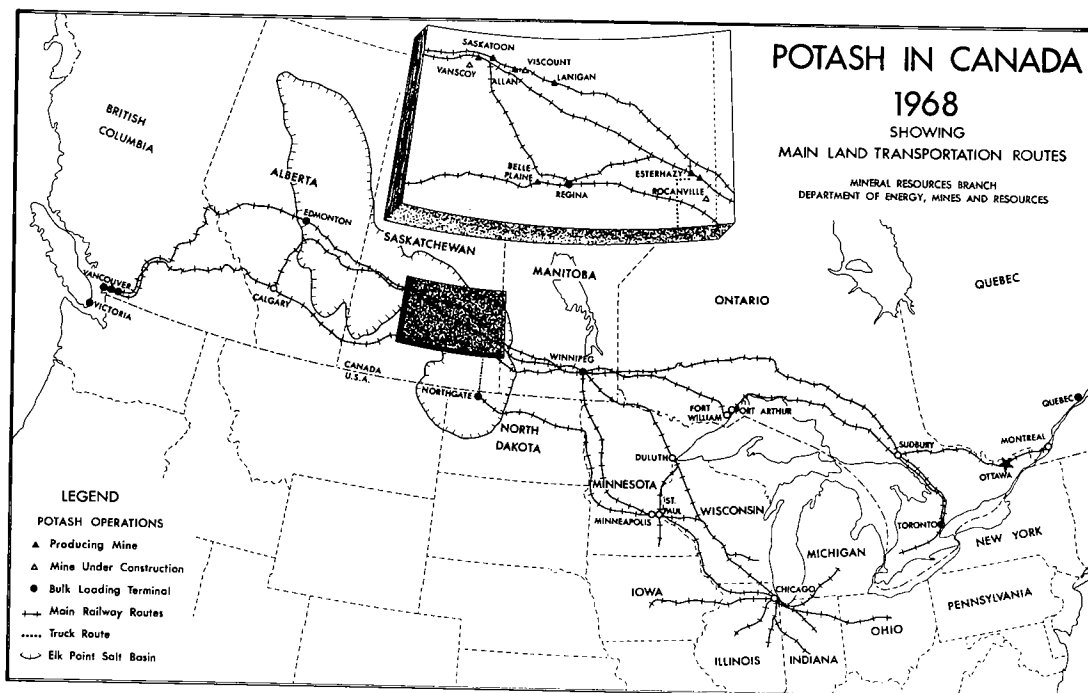 POTASH IN CANADA
1968
SHOWING
MAIN LAND TRANSPORTATION ROUTES
MINERAL RESOURCES BRANCH
DEPARTMENT OF ENERGY, MINES AND RESOURCES
SASKATOON
VISCOUNT
VANSCOY
ALLAN
LANIGAN
BELLE
PLAINE
REGINA
ESTERHAZY
ROCANVILLE
BRITISH
COLUMBIA
ALBERTA
EDMONTON
SASKATCHEWAN
MANITOBA
ONTARIO
QUEBEC
VANCOUVER
VICTORIA
CALGARY
CANADA
U.S.A.
WINNIPEG
NORTHGATE
NORTH
DAKOTA
FORT
WILLIAM
PORT ARTHUR
QUEBEC
SUDBURY
MONTREAL
OTTAWA
DULUTH
MINNESOTA
ST.
PAUL
MINNEAPOLIS
WISCONSIN
TORONTO
MICHIGAN
NEW YORK
IOWA
CHICAGO
PENNSYLVANIA
OHIO
ILLINOIS
INDIANA
LEGEND
POTASH OPERATIONS
Producing Mine
Mine Under Construction
Bulk Loading Terminal
Main Railway Routes
Truck Route
Elk Point Salt Basin